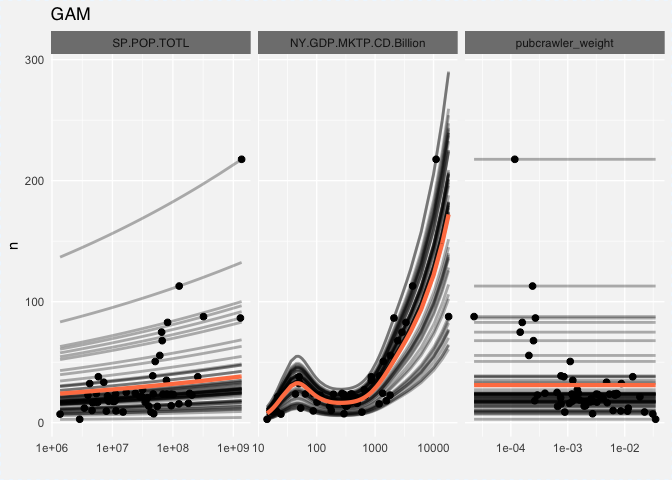 GAM
SP.POP.TOTL NY.GDP.MKTP.CD.Billion pubcrawler_weight
300
200
100
0
n
1e+06 1e+07 1e+08 1e+09 10 100 1000 10000 1e-04 1e-03 1e-02